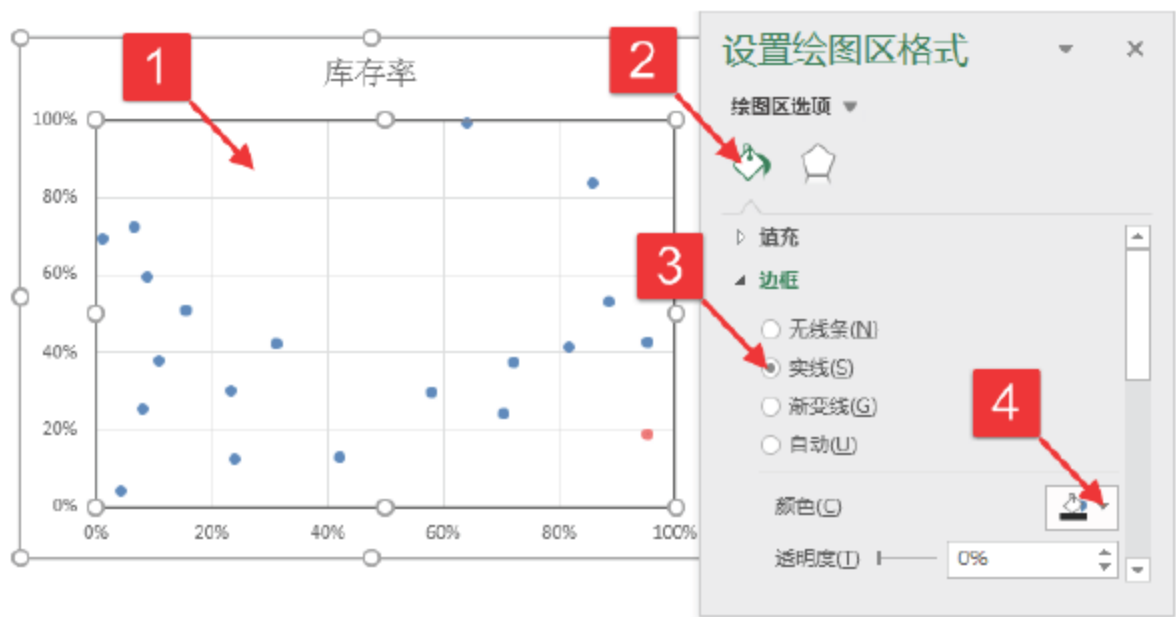 库存率
100%
80%
60%
40%
20%
0%
0% 20% 40% 60% 80% 100%
1
2
3
4
设置绘图区格式
绘图区选项
填充
边框
无线条(N)
实线(S)
渐变线(G)
自动(U)
颜色(C)
透明度(T) 0%